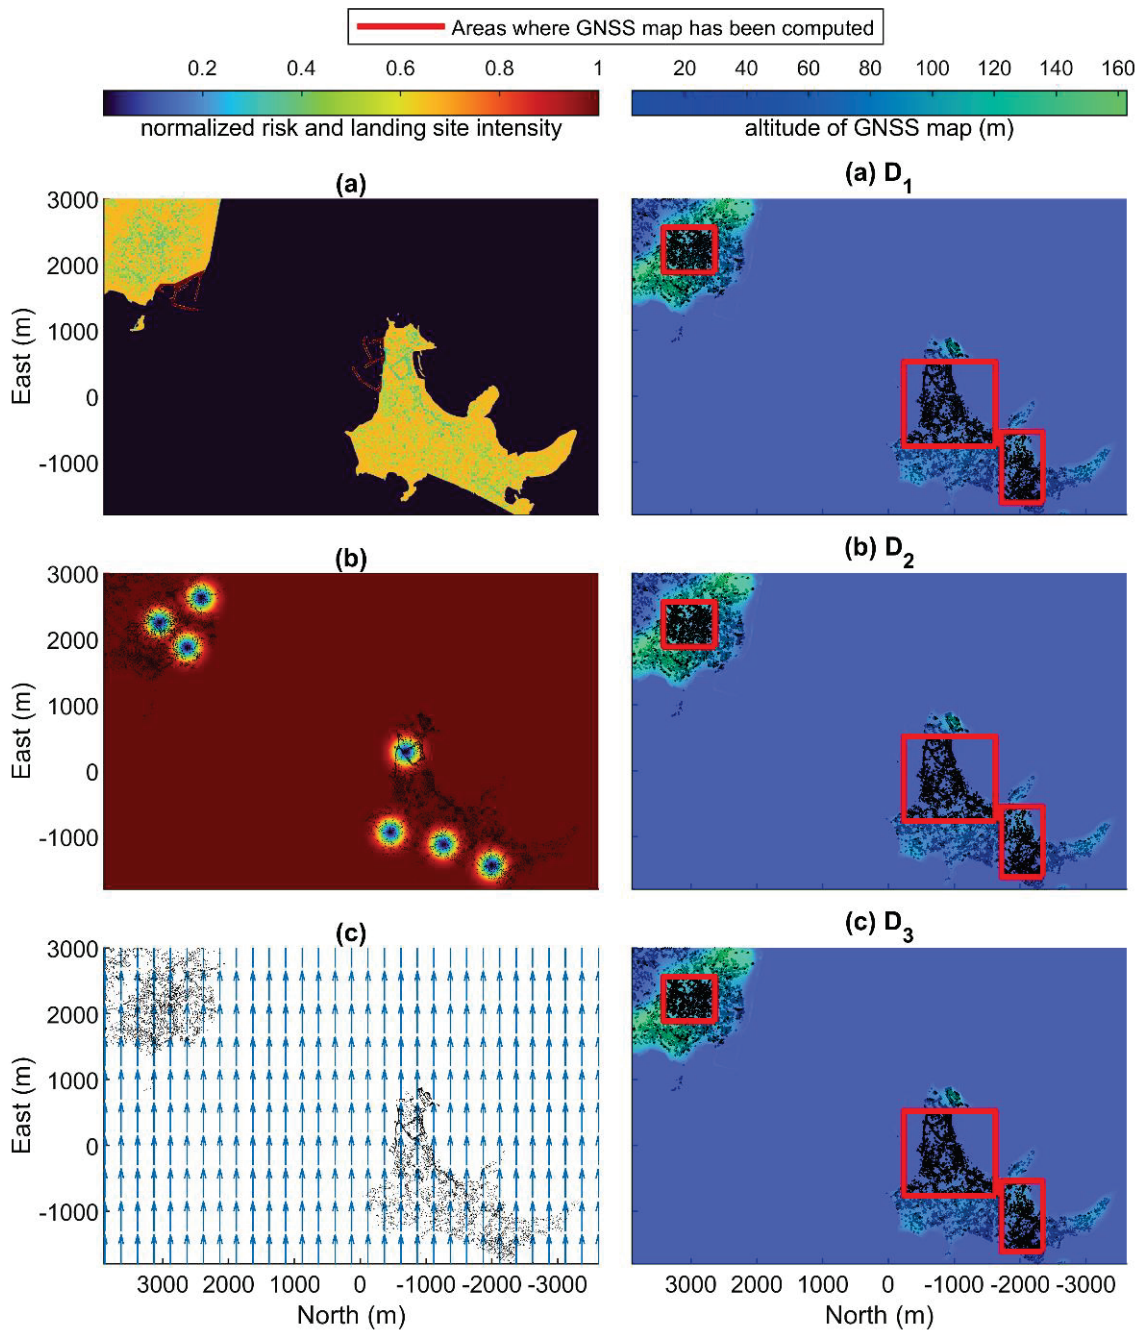 Areas where GNSS map has been computed
0.2 0.4 0.6 0.8 1
normalized risk and landing site intensity
20 40 60 80 100 120 140 160
altitude of GNSS map (m)
(a)
3000
2000
1000
0
-1000
East (m)
(a) D1
(b)
3000
2000
1000
0
-1000
East (m)
(b) D2
(c)
3000
2000
1000
0
-1000
East (m)
3000 2000 1000 0 -1000 -2000 -3000
North (m)
(c) D3
3000 2000 1000 0 -1000 -2000 -3000
North (m)